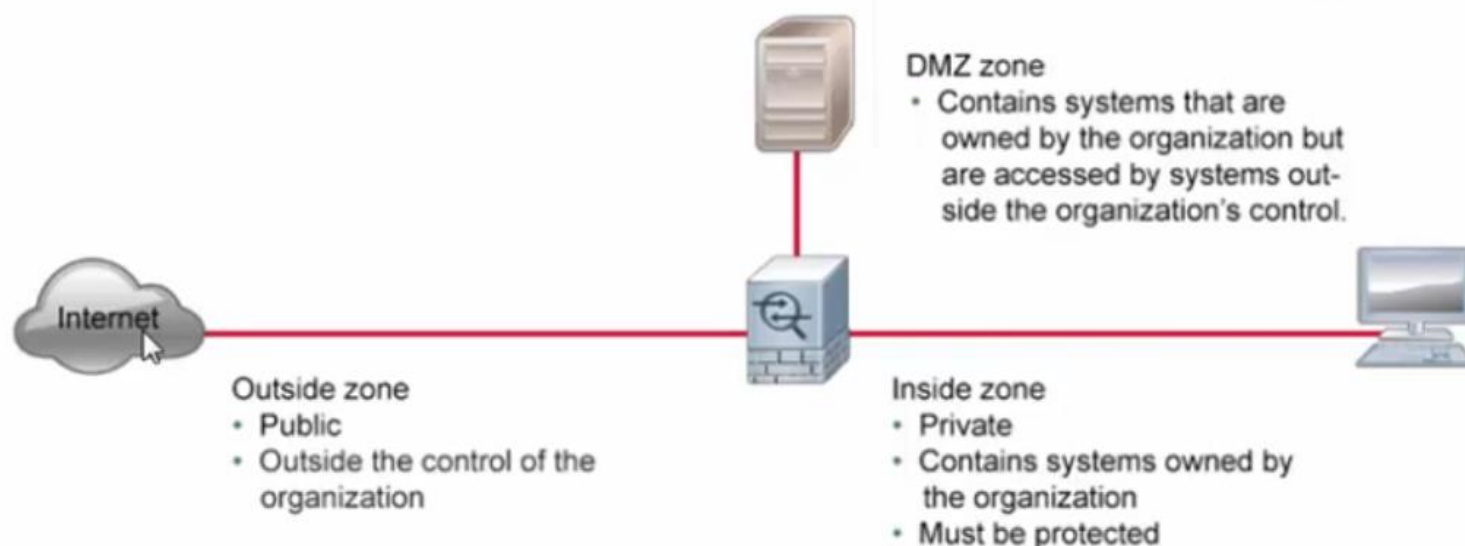 DMZ zone
• Contains systems that are
owned by the organization but
are accessed by systems out-
side the organization's control.
Internet
Outside zone
• Public
• Outside the control of the
organization
Inside zone
• Private
• Contains systems owned by
the organization
• Must be protected